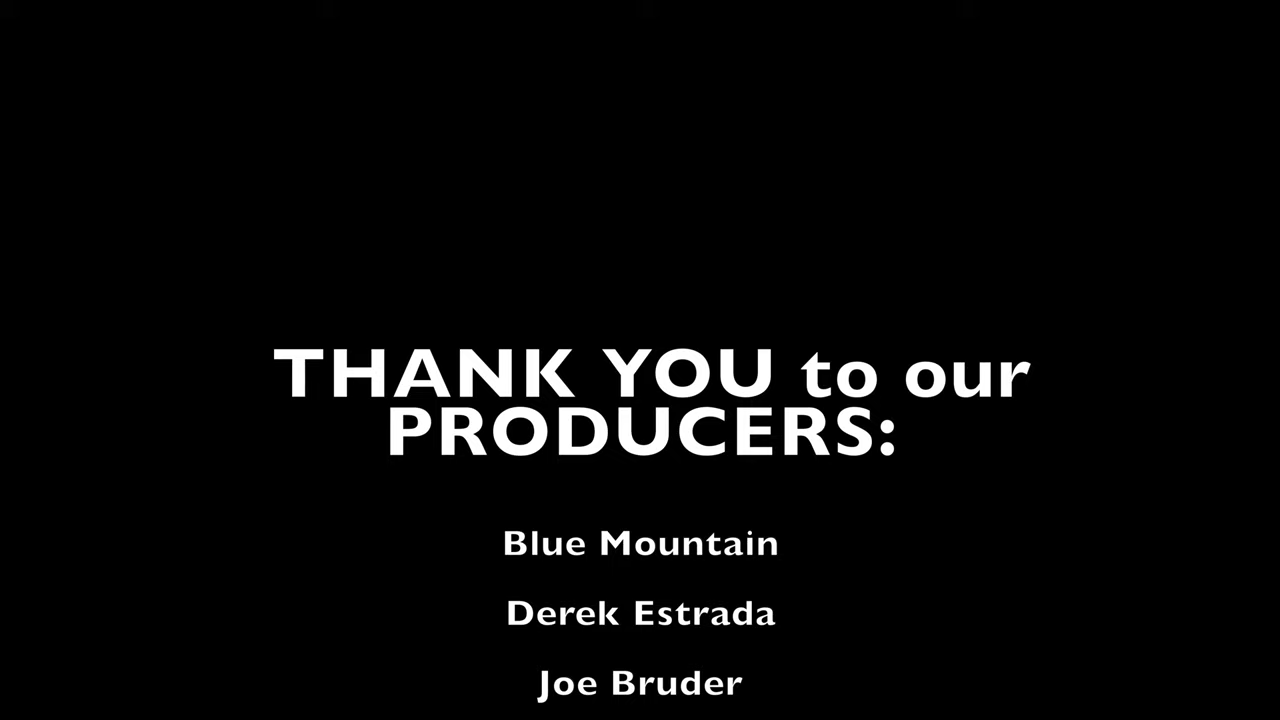 THANK YOU to our
PRODUCERS:
Blue Mountain
Derek Estrada
Joe Bruder